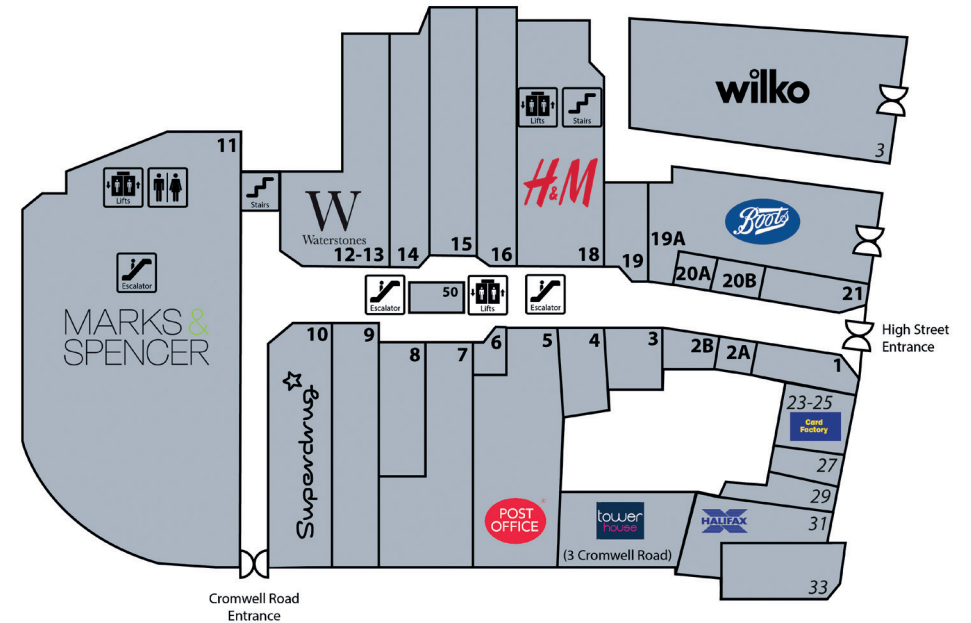 wilko
3
11
Lifts
Stairs
Lifts
Stairs
W
Waterstones
12-13
14
15
16
H&M
18
19
19A
Boots
20A
20B
21
Escalator
MARKS &
SPENCER
Escalator
50
Lifts
Escalator
High Street
Entrance
10
9
8
7
6
5
4
3
2B
2A
1
Superdrug
23-25
Card
Factory
27
29
31
33
POST
OFFICE
tower
house
(3 Cromwell Road)
HALIFAX
Cromwell Road
Entrance